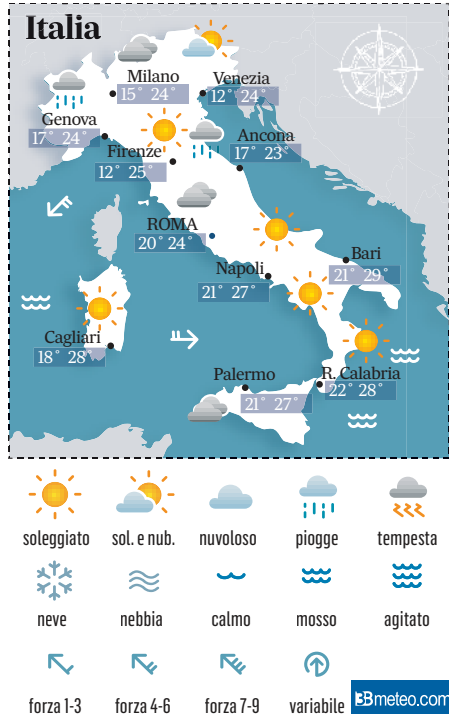 Italia
Milano
15° 24°
Venezia
12° 24°
Genova
17° 24°
Firenze
12° 25°
Ancona
17° 23°
ROMA
20° 24°
Napoli
21° 27°
Bari
21° 29°
Cagliari
18° 28°
Palermo
21° 27°
R. Calabria
22° 28°
soleggiato sol. e nub. nuvoloso piogge tempesta
neve nebbia calmo mosso agitato
forza 1-3 forza 4-6 forza 7-9 variabile
3Bmeteo.com